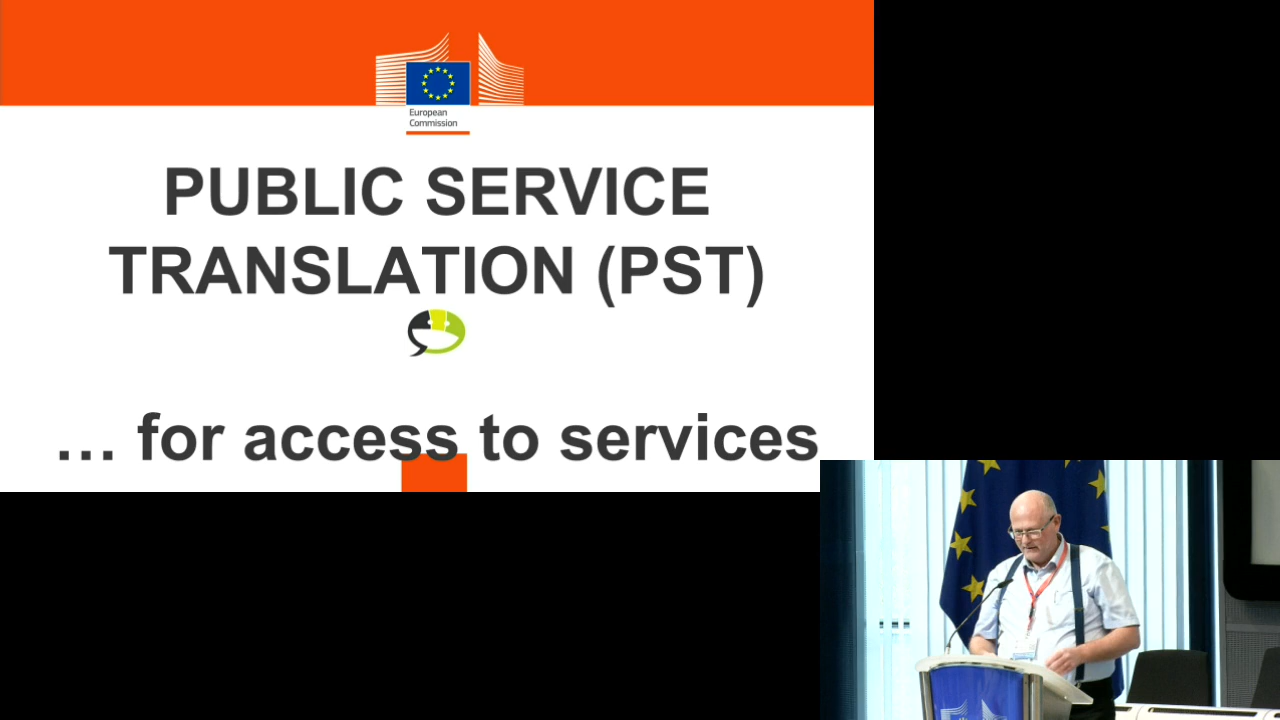 European
Commission
PUBLIC SERVICE
TRANSLATION (PST)
... for access to services